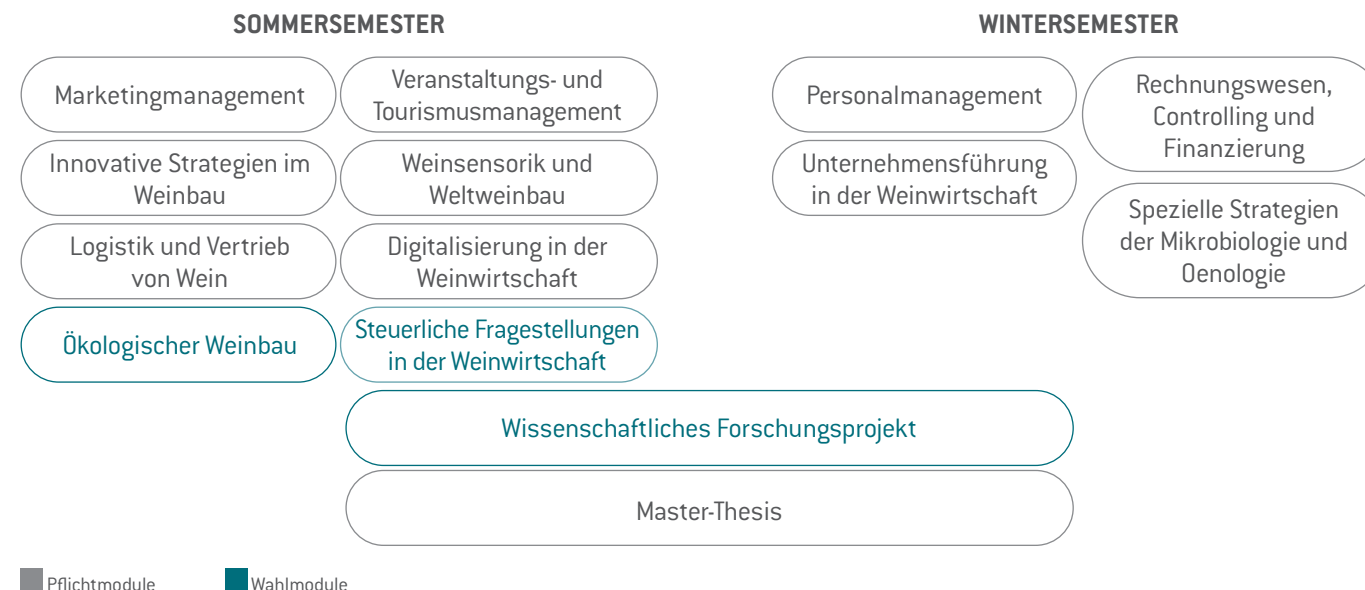 SOMMERSEMESTER
Marketingmanagement
Veranstaltungs- und
Tourismusmanagement
Innovative Strategien im
Weinbau
Weinsensorik und
Weltweinbau
Logistik und Vertrieb
von Wein
Digitalisierung in der
Weinwirtschaft
Ökologischer Weinbau
Steuerliche Fragestellungen
in der Weinwirtschaft
WINTERSEMESTER
Personalmanagement
Rechnungswesen,
Controlling und
Finanzierung
Unternehmensführung
in der Weinwirtschaft
Spezielle Strategien
der Mikrobiologie und
Oenologie
Wissenschaftliches Forschungsprojekt
Master-Thesis
Pflichtmodule
Wahlmodule